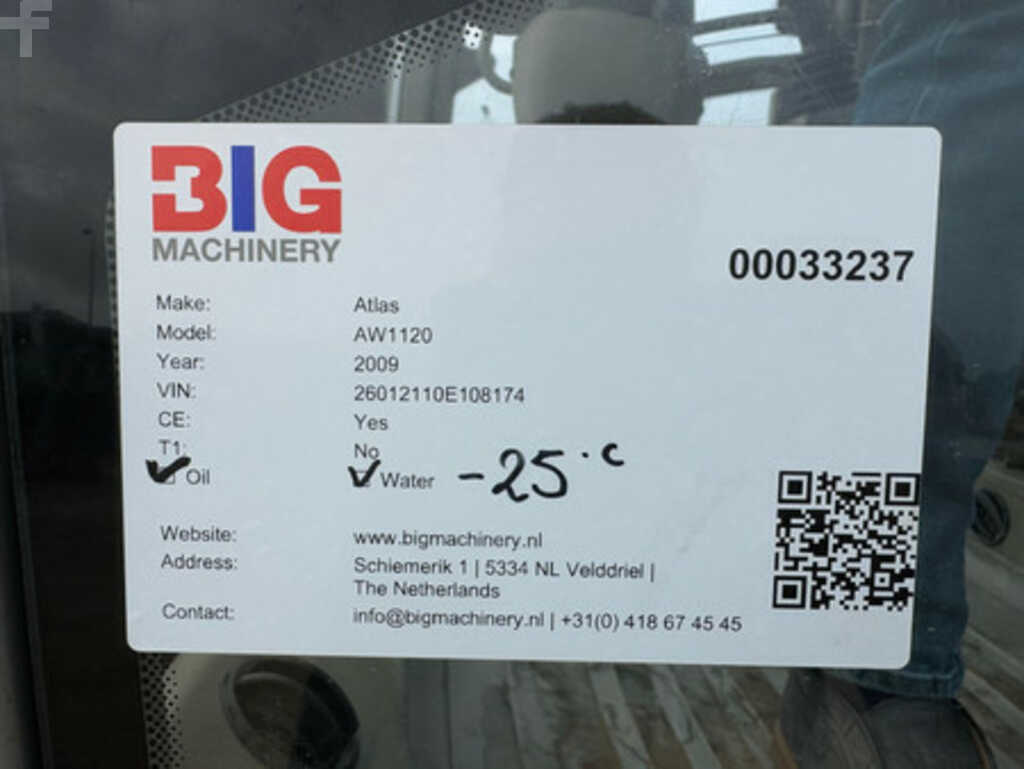 BIG
MACHINERY
00033237
Make: Atlas
Model: AW1120
Year: 2009
VIN: 26012110E108174
CE: Yes
T1: No
Oil Water -25°C
Website: www.bigmachinery.nl
Address: Schiemerik 1 | 5334 NL Velddriel |
The Netherlands
Contact: info@bigmachinery.nl | +31(0) 418 67 45 45